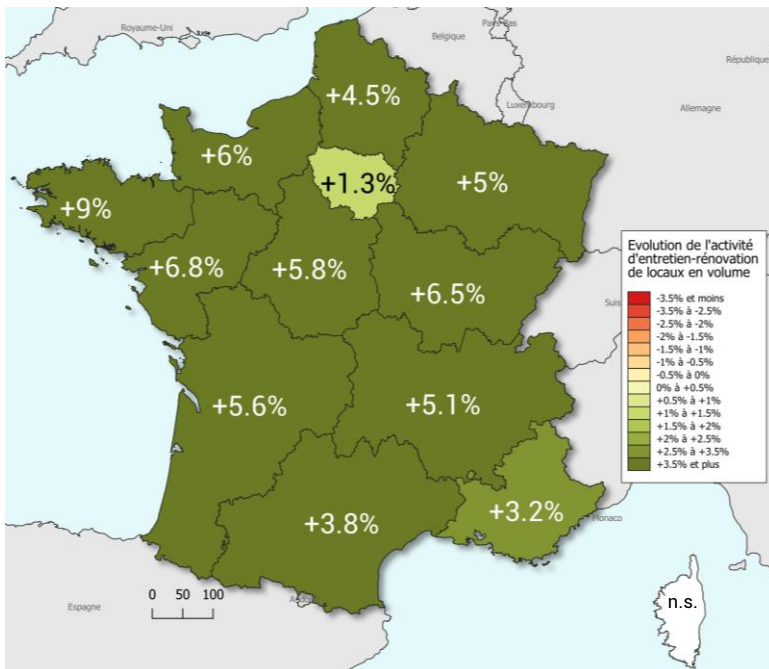 Royaume-Uni
Pays-Bas
Belgique
République
Luxembourg
Allemagne
+4.5%
+6%
+1.3%
+5%
+9%
+6.8%
+5.8%
+6.5%
Evolution de l'activité
d'entretien-rénovation
de locaux en volume
-3.5% et moins
-3.5% à -2.5%
-2.5% à -2%
-2% à -1.5%
-1.5% à -1%
-1% à -0.5%
-0.5% à 0%
0% à +0.5%
+0.5% à +1%
+1% à +1.5%
+1.5% à +2%
+2% à +2.5%
+2.5% à +3.5%
+3.5% et plus
Suis
+5.6%
+5.1%
+3.8%
+3.2%
Monaco
n.s.
0 50 100
Espagne